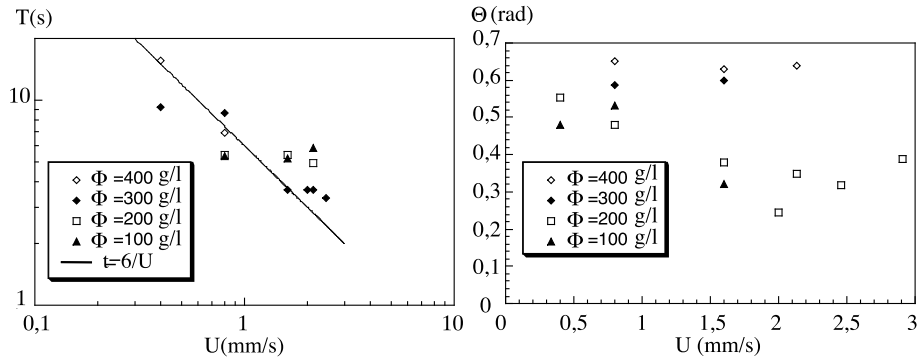 T(s)
10
1
Φ =400 g/l
Φ =300 g/l
Φ =200 g/l
Φ =100 g/l
t=6/U
0,1
1
10
U(mm/s)
Θ (rad)
0,7
0,6
0,5
0,4
0,3
0,2
0,1
0
Φ =400 g/l
Φ =300 g/l
Φ =200 g/l
Φ =100 g/l
0
0,5
1
1,5
2
2,5
3
U (mm/s)